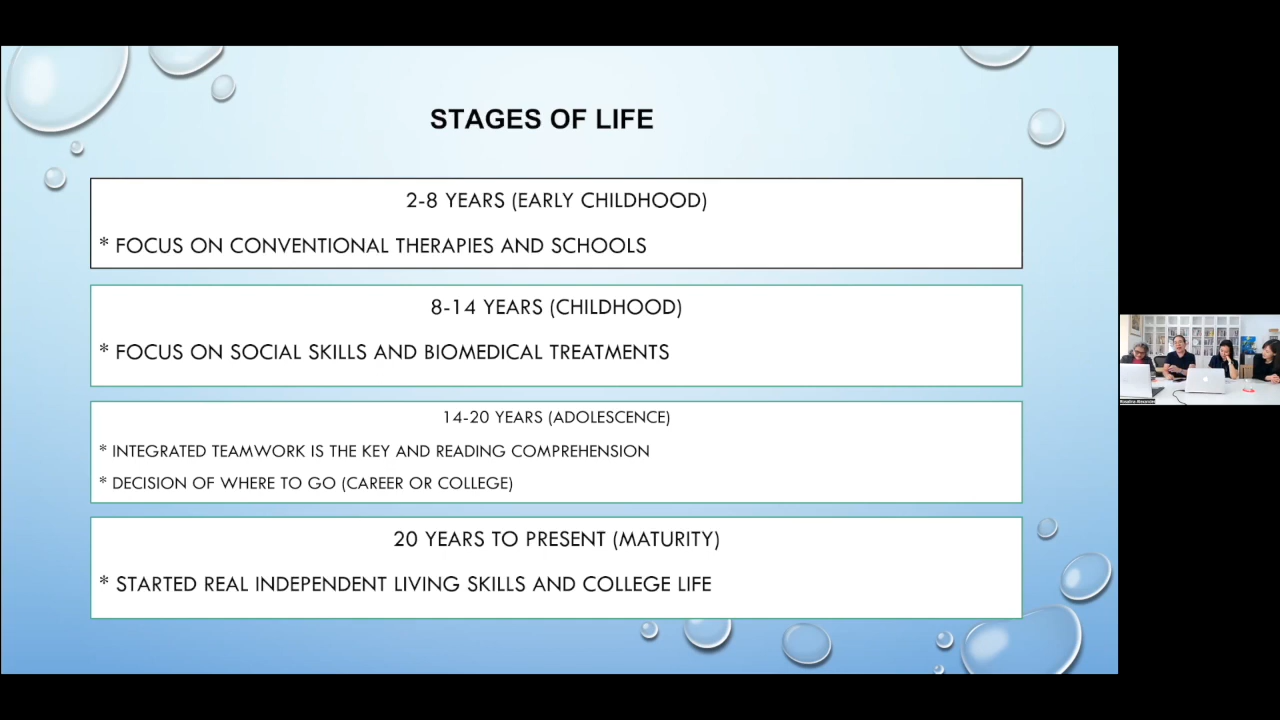 STAGES OF LIFE
2-8 YEARS (EARLY CHILDHOOD)
* FOCUS ON CONVENTIONAL THERAPIES AND SCHOOLS
8-14 YEARS (CHILDHOOD)
* FOCUS ON SOCIAL SKILLS AND BIOMEDICAL TREATMENTS
14-20 YEARS (ADOLESCENCE)
* INTEGRATED TEAMWORK IS THE KEY AND READING COMPREHENSION
* DECISION OF WHERE TO GO (CAREER OR COLLEGE)
20 YEARS TO PRESENT (MATURITY)
* STARTED REAL INDEPENDENT LIVING SKILLS AND COLLEGE LIFE